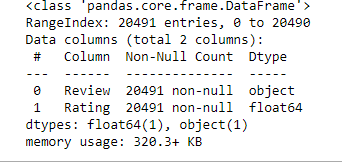 <class 'pandas.core.frame.DataFrame'>
RangeIndex: 20491 entries, 0 to 20490
Data columns (total 2 columns):
 #   Column  Non-Null Count  Dtype
---  ------  --------------  -----
 0   Review  20491 non-null  object
 1   Rating  20491 non-null  float64
dtypes: float64(1), object(1)
memory usage: 320.3+ KB